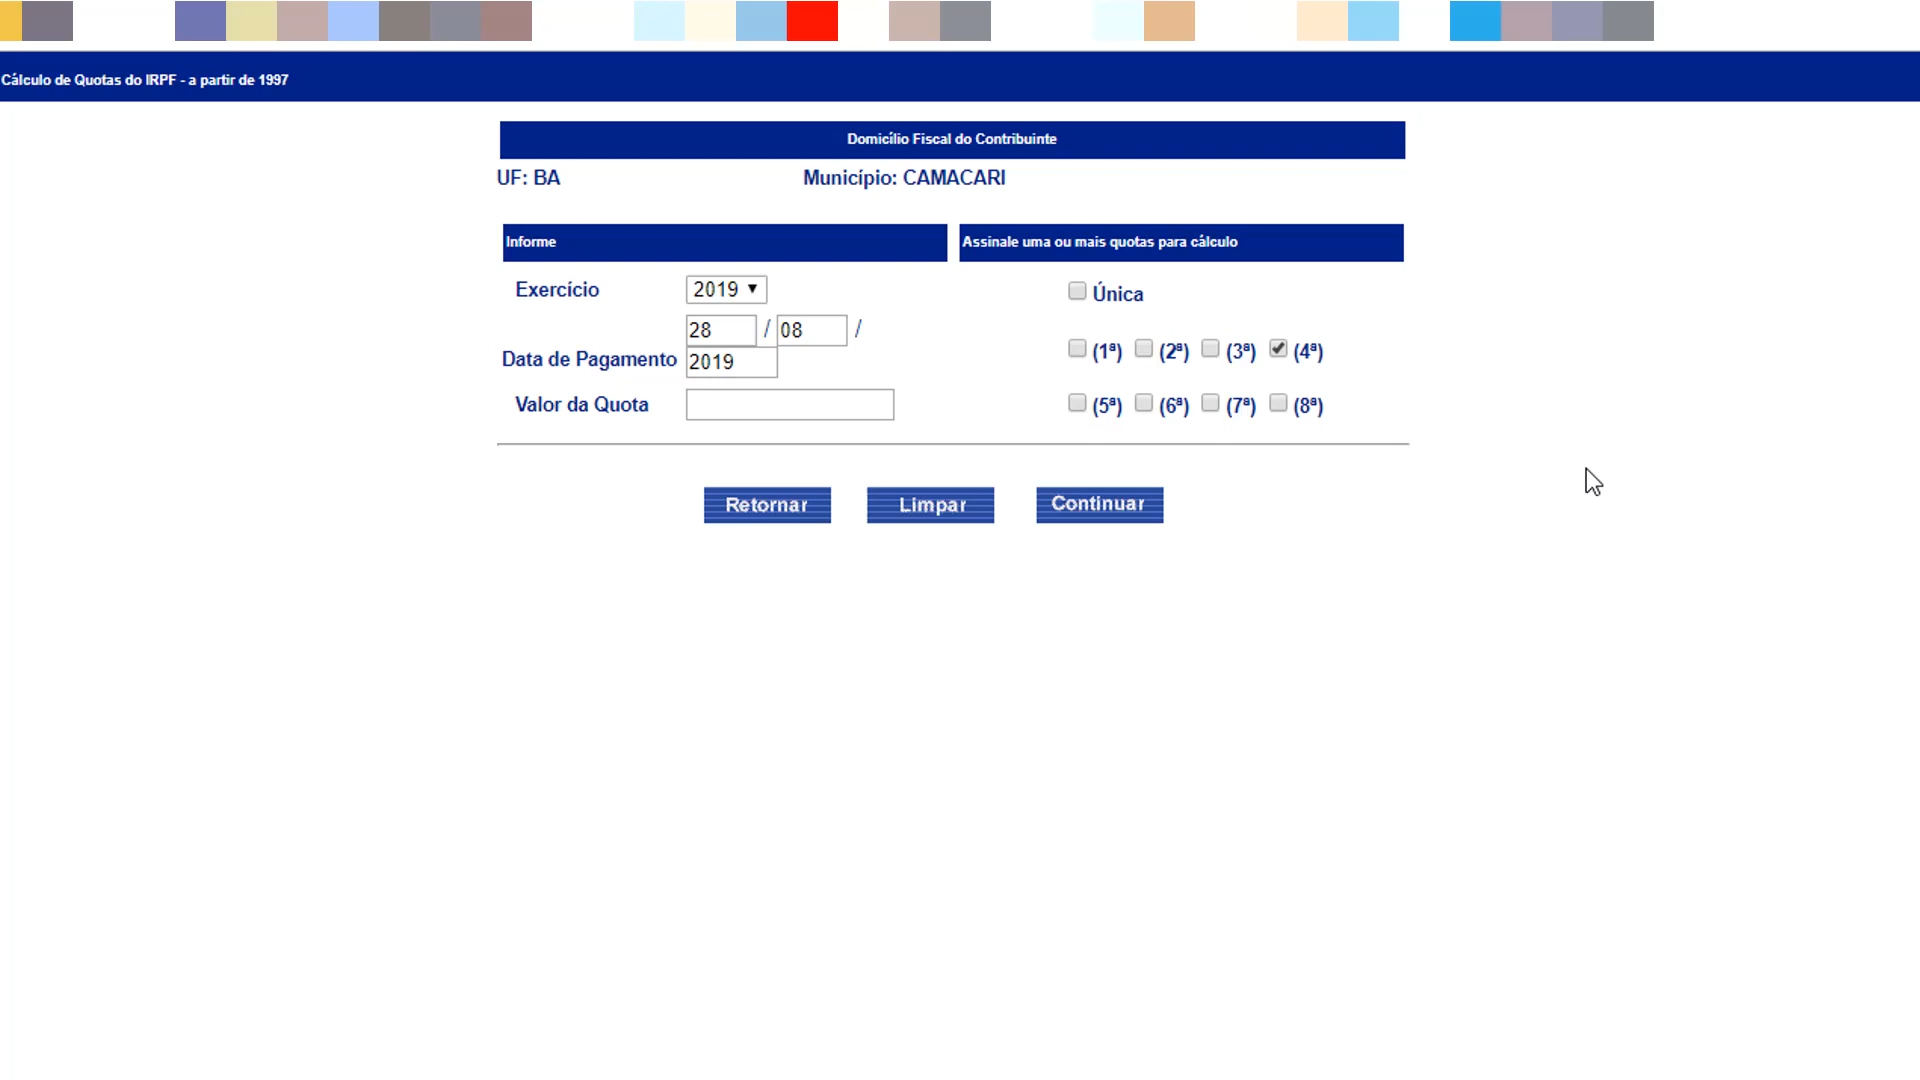 Cálculo de Quotas do IRPF - a partir de 1997
Domicílio Fiscal do Contribuinte
UF: BA Município: CAMACARI
Informe
Assinale uma ou mais quotas para cálculo
Exercício 2019
Única
28 / 08 /
Data de Pagamento 2019
(1ª) (2ª) (3ª) (4ª)
Valor da Quota
(5ª) (6ª) (7ª) (8ª)
Retornar Limpar Continuar